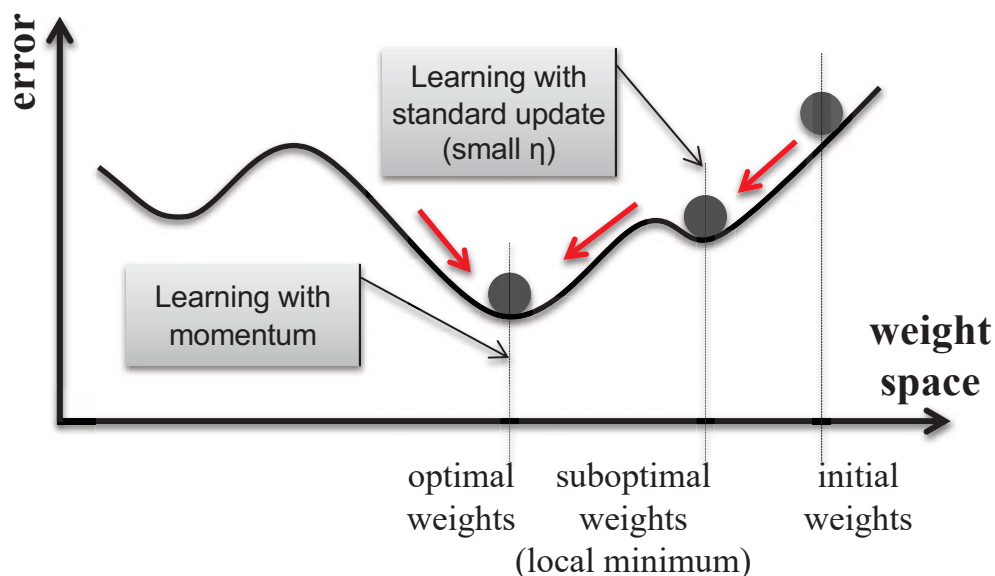 error
Learning with
standard update
(small η)
Learning with
momentum
weight
space
optimal
weights
suboptimal
weights
(local minimum)
initial
weights